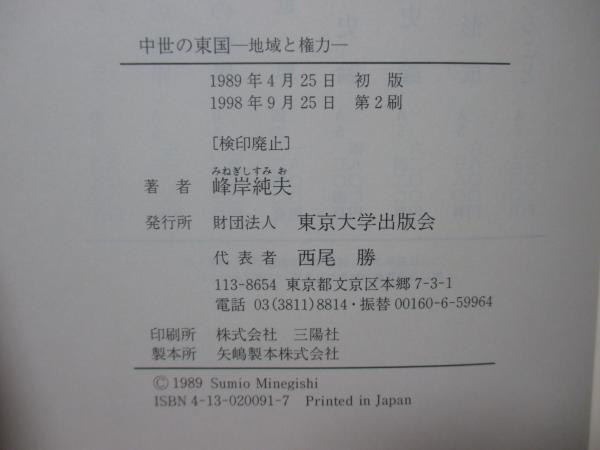 中世の東国―地域と権力―
1989年4月25日 初 版
1998年9月25日 第2刷
[検印廃止]
みねぎしすみお
著 者 峰岸純夫
発行所 財団法人 東京大学出版会
代表者 西尾 勝
113-8654 東京都文京区本郷7-3-1
電話 03(3811)8814・振替00160-6-59964
印刷所 株式会社 三陽社
製本所 矢嶋製本株式会社
© 1989 Sumio Minegishi
ISBN 4-13-020091-7 Printed in Japan